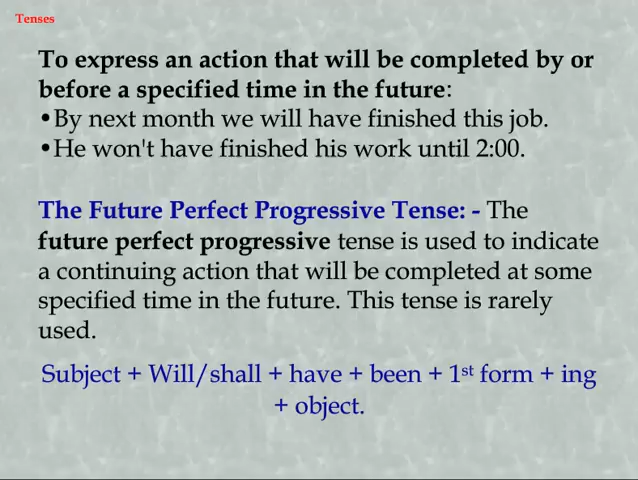 Tenses
To express an action that will be completed by or
before a specified time in the future:
•By next month we will have finished this job.
•He won't have finished his work until 2:00.
The Future Perfect Progressive Tense: - The
future perfect progressive tense is used to indicate
a continuing action that will be completed at some
specified time in the future. This tense is rarely
used.
Subject + Will/shall + have + been + 1st form + ing
+ object.